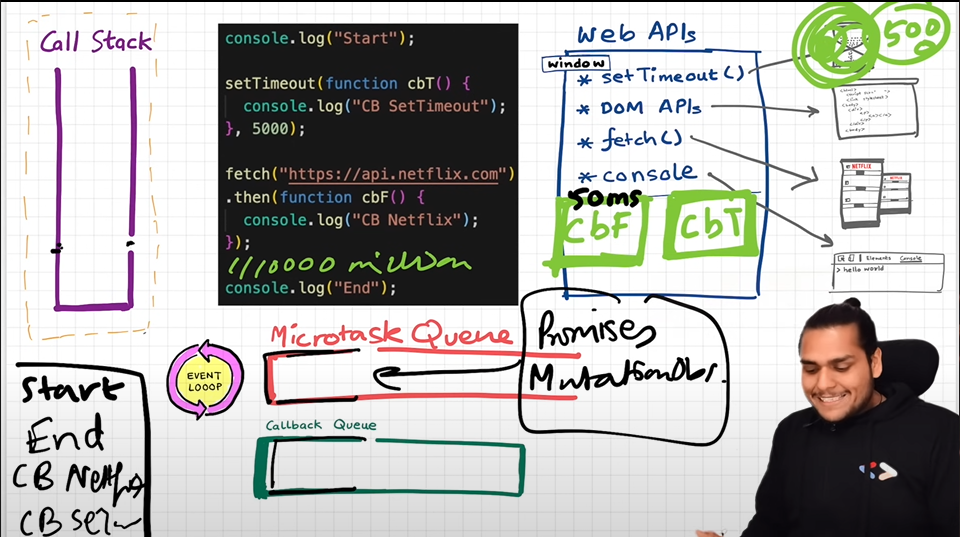 Call Stack
console.log("Start");
setTimeout(function cbT() {
console.log("CB SetTimeout");
}, 5000);
fetch("https://api.netflix.com")
.then(function cbF() {
console.log("CB Netflix");
});
//10000 million
console.log("End");
Web APIs
window
* setTimeout()
* DOM APIs
* fetch()
* console
50ms
CbF
CbT
500
NETFLIX
Elements Console
> hello world
Microtask Queue
Promises
MutationObs.
EVENT
LOOOP
Callback Queue
Start
End
CB Netflix
CB Set